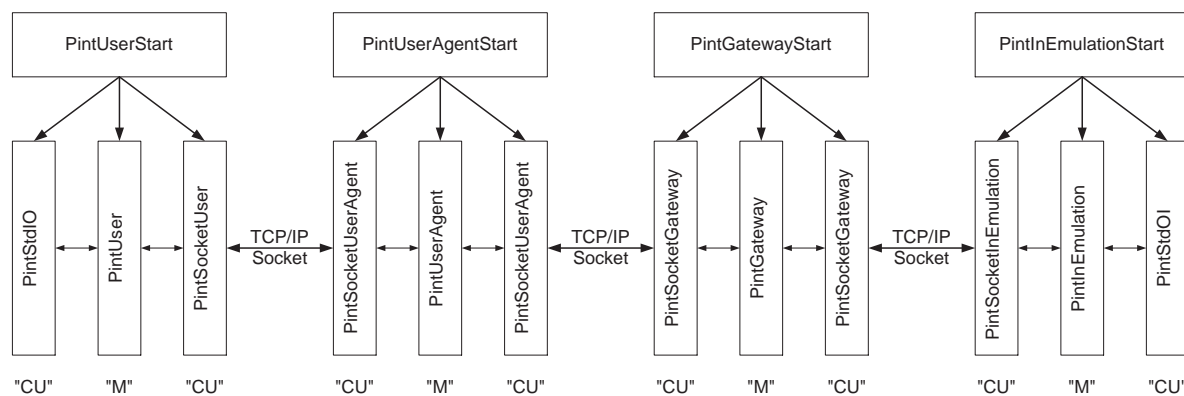 PintUserStart
PintUserAgentStart
PintGatewayStart
PintInEmulationStart
PintStdIO
PintUser
PintSocketUser
TCP/IP
Socket
PintSocketUserAgent
PintUserAgent
PintSocketUserAgent
TCP/IP
Socket
PintSocketGateway
PintGateway
PintSocketGateway
TCP/IP
Socket
PintSocketInEmulation
PintInEmulation
PintStdOI
"CU"
"M"
"CU"
"CU"
"M"
"CU"
"CU"
"M"
"CU"
"CU"
"M"
"CU"